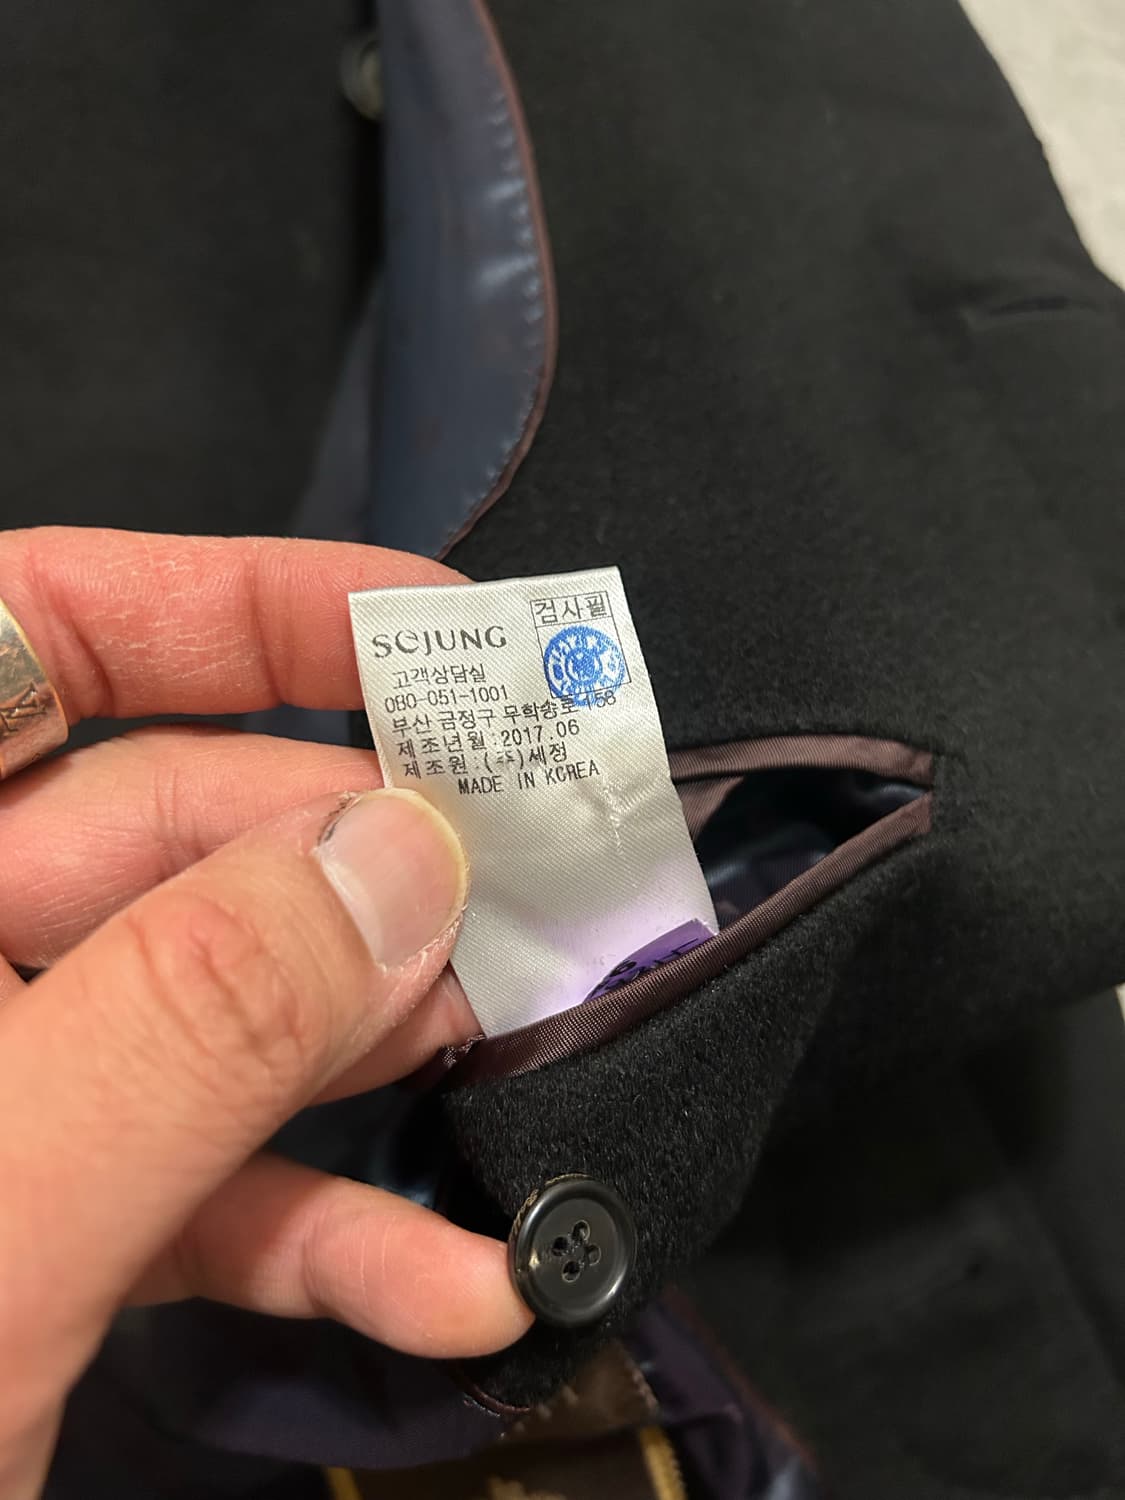 SEJUNG
검사필
고객상담실
080-051-1001
부산 금정구 무학송로 158
제조년월 : 2017.06
제조원 : (주)세정
MADE IN KOREA